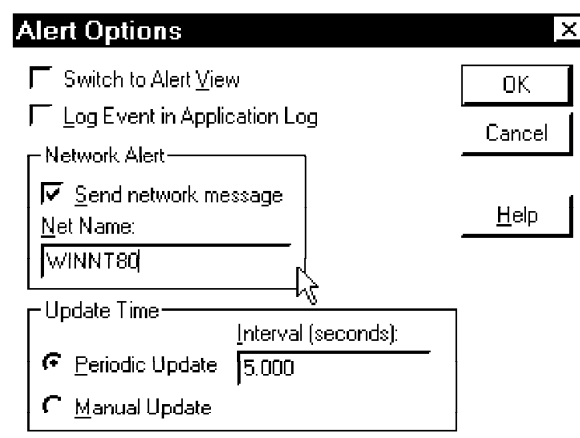 Alert Options
Switch to Alert View
Log Event in Application Log
OK
Cancel
Help
Network Alert
Send network message
Net Name:
WINNT80
Update Time
Interval (seconds):
Periodic Update
5.000
Manual Update